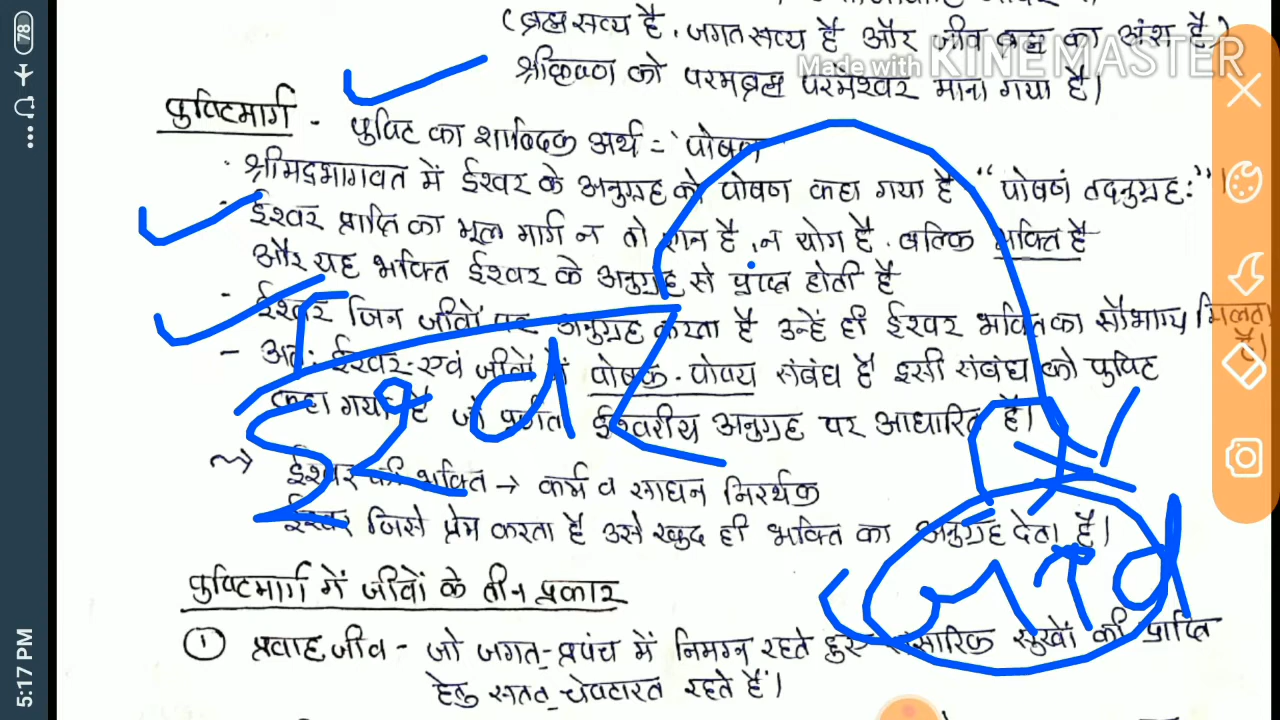 (ब्रह्म सत्य है, जगत सत्य है और जीव ब्रह्म का अंश है)
Made with KINEMASTER
श्रीकृष्ण को परमब्रह्म परमेश्वर माना गया है।
पुष्टिमार्ग - पुष्टि का शाब्दिक अर्थ = 'पोषण'
श्रीमद्भागवत में ईश्वर के अनुग्रह को पोषण कहा गया है "पोषणं तदनुग्रहः"।
ईश्वर प्राप्ति का मूल मार्ग न तो ज्ञान है, न योग है. बल्कि भक्ति है
और यह भक्ति ईश्वर के अनुग्रह से प्राप्त होती है
- ईश्वर जिन जीवों पर अनुग्रह करता है उन्हें ही ईश्वर भक्ति का सौभाग्य मिलता है।
- अतः ईश्वर एवं जीवों में पोषक-पोष्य संबंध है इसी संबंध को पुष्टि
कहा गया है जो पूर्णतः ईश्वरीय अनुग्रह पर आधारित है।
ईश्वर की भक्ति → कर्म व साधन निरर्थक
ईश्वर जिसे प्रेम करता है उसे खुद ही भक्ति का अनुग्रह देता है।
पुष्टिमार्ग में जीवों के तीन प्रकार
① प्रवाह जीव - जो जगत-प्रपंच में निमग्न रहते हुए सांसारिक सुखों की प्राप्ति
हेतु सतत चेष्टारत रहते हैं।
78
5:17 PM